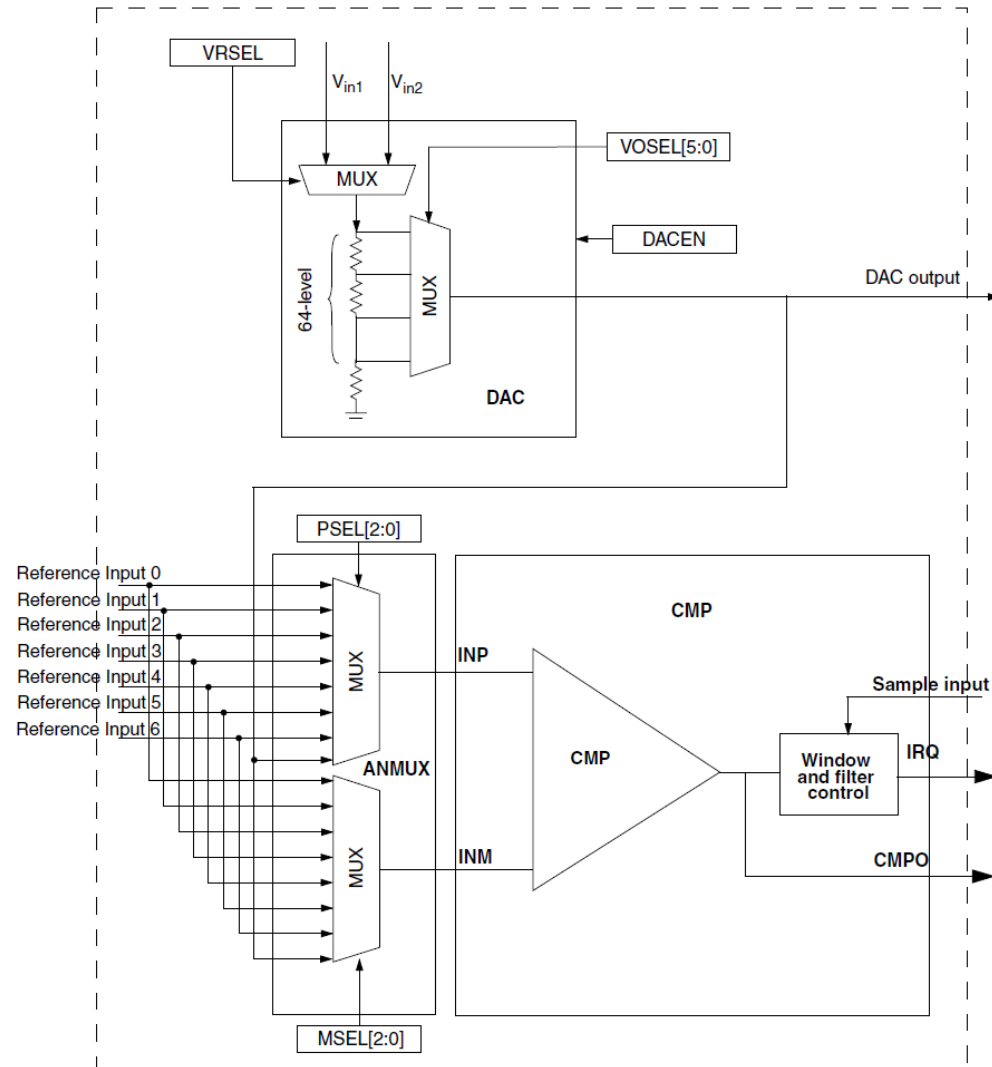 VRSEL
Vin1
Vin2
VOSEL[5:0]
MUX
DACEN
64-level
MUX
DAC output
DAC
PSEL[2:0]
Reference Input 0
Reference Input 1
Reference Input 2
Reference Input 3
Reference Input 4
Reference Input 5
Reference Input 6
MUX
ANMUX
MUX
INP
INM
CMP
CMP
Sample input
Window
and filter
control
IRQ
CMPO
MSEL[2:0]